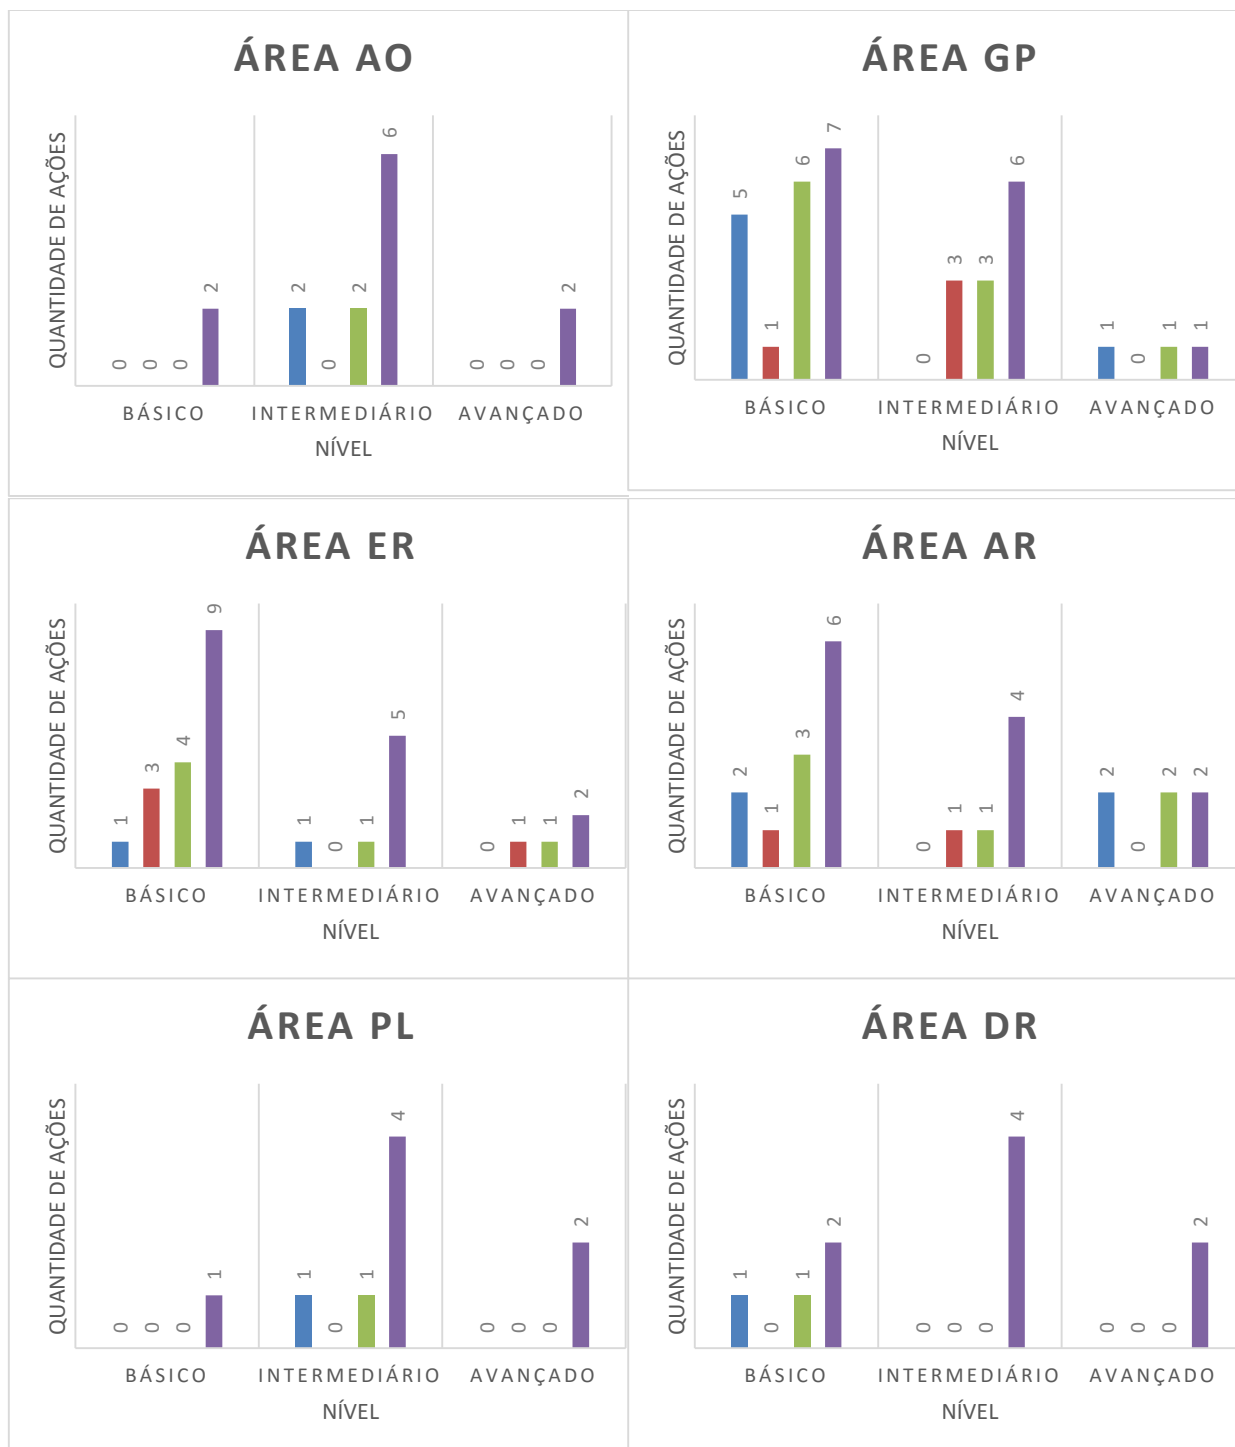 ÁREA AO
QUANTIDADE DE AÇÕES
0 0 0 2
2 0 2 6
0 0 0 2
BÁSICO INTERMEDIÁRIO AVANÇADO
NÍVEL
ÁREA GP
QUANTIDADE DE AÇÕES
5 1 6 7
0 3 3 6
1 0 1 1
BÁSICO INTERMEDIÁRIO AVANÇADO
NÍVEL
ÁREA ER
QUANTIDADE DE AÇÕES
1 3 4 9
1 0 1 5
0 1 1 2
BÁSICO INTERMEDIÁRIO AVANÇADO
NÍVEL
ÁREA AR
QUANTIDADE DE AÇÕES
2 1 3 6
0 1 1 4
2 0 2 2
BÁSICO INTERMEDIÁRIO AVANÇADO
NÍVEL
ÁREA PL
QUANTIDADE DE AÇÕES
0 0 0 1
1 0 1 4
0 0 0 2
BÁSICO INTERMEDIÁRIO AVANÇADO
NÍVEL
ÁREA DR
QUANTIDADE DE AÇÕES
1 0 1 2
0 0 0 4
0 0 0 2
BÁSICO INTERMEDIÁRIO AVANÇADO
NÍVEL